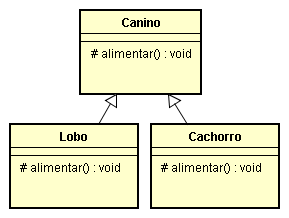 Canino
# alimentar() : void
Lobo
# alimentar() : void
Cachorro
# alimentar() : void